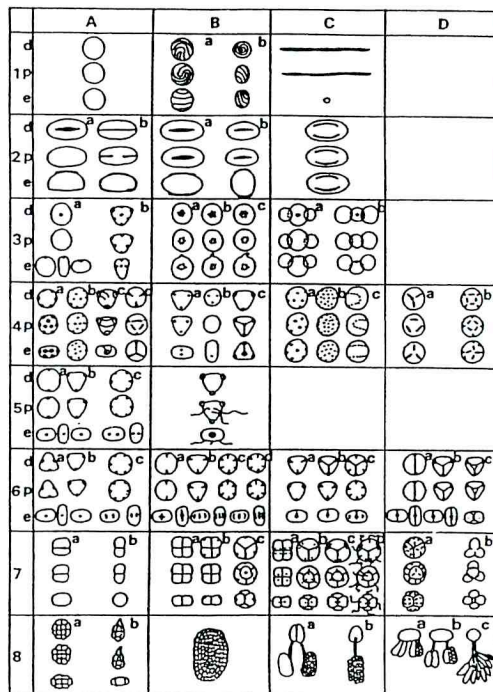 A B C D
d a b
1 p
e
d a b a b
2 p
e
d a b a b c a b
3 p
e
d a b c c a b c a b c a b
4 p
e
d a b c
5 p
e
d a b c a b c d a b c a b c
6 p
e
7 a b a b c a b c d a b
8 a b a b a b c